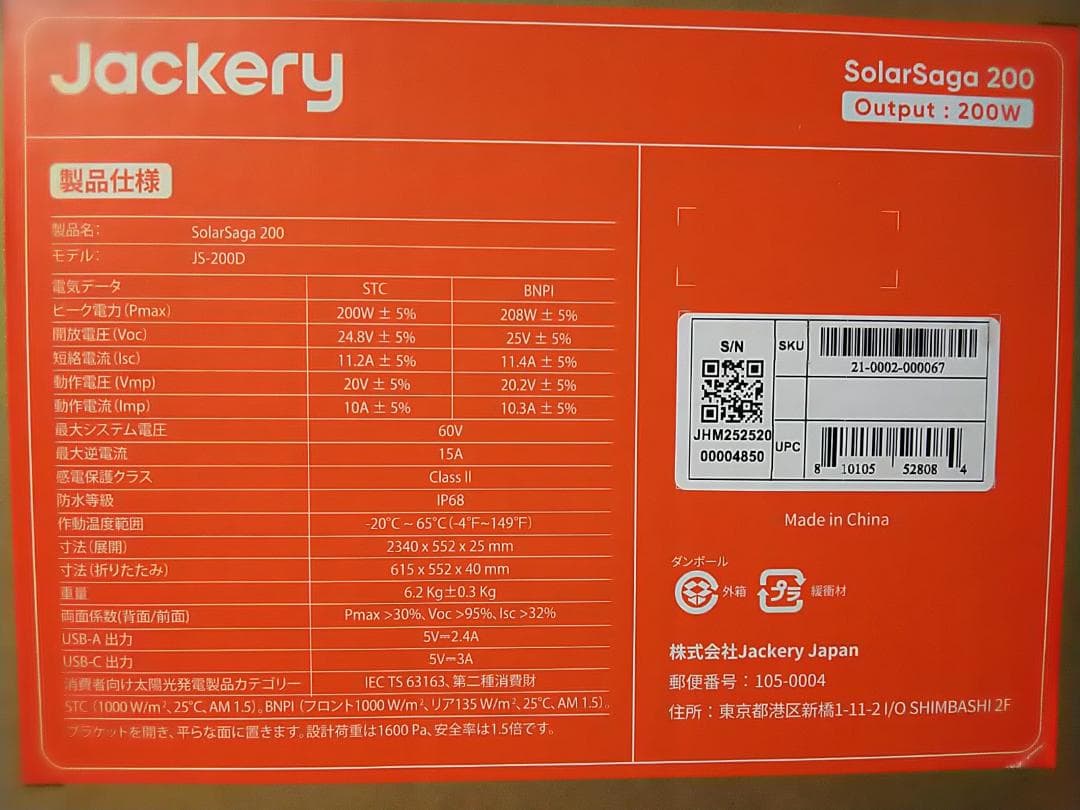 Jackery
SolarSaga 200
Output : 200W
製品仕様
製品名: SolarSaga 200
モデル: JS-200D
電気データ STC BNPI
ピーク電力(Pmax) 200W ± 5% 208W ± 5%
開放電圧(Voc) 24.8V ± 5% 25V ± 5%
短絡電流(Isc) 11.2A ± 5% 11.4A ± 5%
動作電圧(Vmp) 20V ± 5% 20.2V ± 5%
動作電流(Imp) 10A ± 5% 10.3A ± 5%
最大システム電圧 60V
最大逆電流 15A
感電保護クラス Class II
防水等級 IP68
作動温度範囲 -20°C ~ 65°C(-4°F~149°F)
寸法(展開) 2340 x 552 x 25 mm
寸法(折りたたみ) 615 x 552 x 40 mm
重量 6.2 Kg±0.3 Kg
両面係数(背面/前面) Pmax >30%、Voc >95%、Isc >32%
USB-A 出力 5V⎓2.4A
USB-C 出力 5V⎓3A
消費者向け太陽光発電製品カテゴリー IEC TS 63163、第二種消費財
STC (1000 W/m²、25°C、AM 1.5)。BNPI (フロント1000 W/m²、リア135 W/m²、25°C、AM 1.5)。
ブラケットを開き、平らな面に置きます。設計荷重は1600 Pa、安全率は1.5倍です。
S/N
JHM252520
00004850
SKU
21-0002-000067
UPC
8 10105 52808 4
Made in China
ダンボール
外箱
プラ
緩衝材
株式会社Jackery Japan
郵便番号：105-0004
住所：東京都港区新橋1-11-2 I/O SHIMBASHI 2F